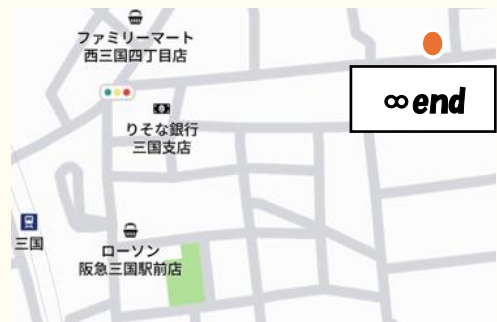 ファミリーマート
西三国四丁目店
りそな銀行
三国支店
∞end
三国
ローソン
阪急三国駅前店